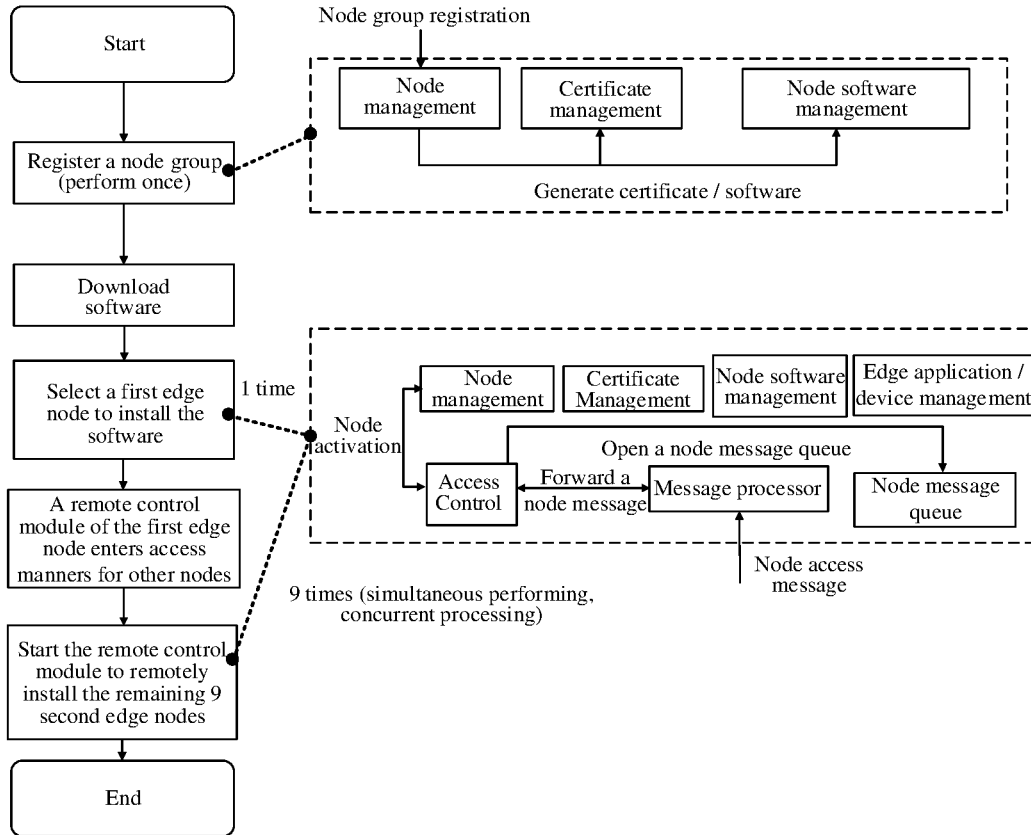 Start
Register a node group
(perform once)
Download
software
Select a first edge
node to install the
software
A remote control
module of the first edge
node enters access
manners for other nodes
Start the remote control
module to remotely
install the remaining 9
second edge nodes
End
Node group registration
Node
management
Certificate
management
Node software
management
Generate certificate / software
1 time
9 times (simultaneous performing,
concurrent processing)
Node
activation
Node
management
Certificate
Management
Node software
management
Edge application /
device management
Open a node message queue
Access
Control
Forward a
node message
Message processor
Node message
queue
Node access
message